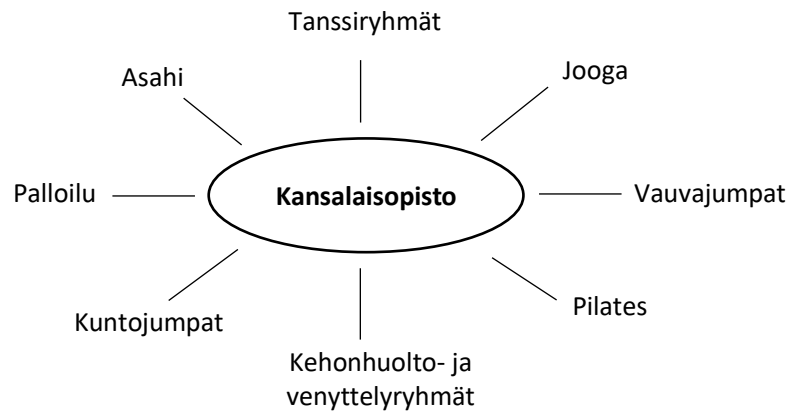 Tanssiryhmät
Asahi
Jooga
Palloilu
Kansalaisopisto
Vauvajumpat
Kuntojumpat
Pilates
Kehonhuolto- ja
venyttelyryhmät